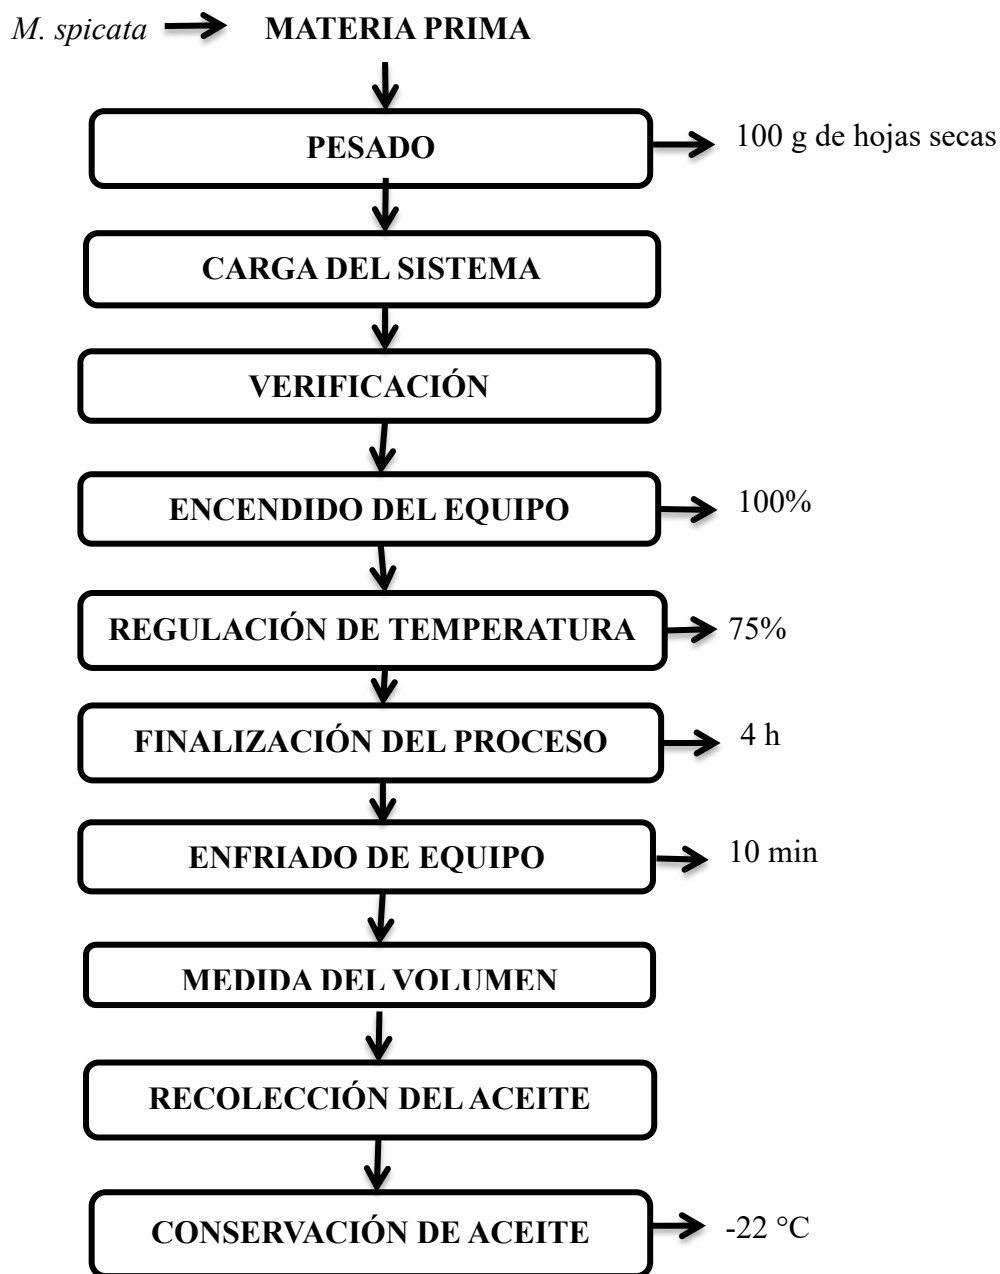 M. spicata MATERIA PRIMA
PESADO
100 g de hojas secas
CARGA DEL SISTEMA
VERIFICACIÓN
ENCENDIDO DEL EQUIPO
100%
REGULACIÓN DE TEMPERATURA
75%
FINALIZACIÓN DEL PROCESO
4 h
ENFRIADO DE EQUIPO
10 min
MEDIDA DEL VOLUMEN
RECOLECCIÓN DEL ACEITE
CONSERVACIÓN DE ACEITE
-22 °C